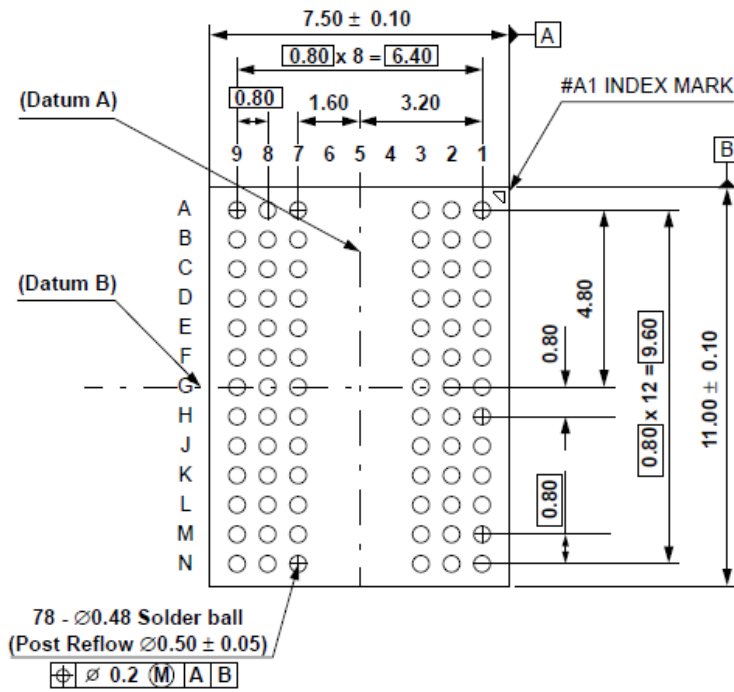 7.50 ± 0.10
A
0.80 x 8 = 6.40
(Datum A)
0.80
1.60
3.20
#A1 INDEX MARK
B
9 8 7 6 5 4 3 2 1
A
B
C
(Datum B)
D
E
F
G
H
J
K
L
M
N
4.80
0.80
0.80 x 12 = 9.60
11.00 ± 0.10
0.80
78 - ∅0.48 Solder ball
(Post Reflow ∅0.50 ± 0.05)
⌖ ⌀ 0.2 Ⓜ A B